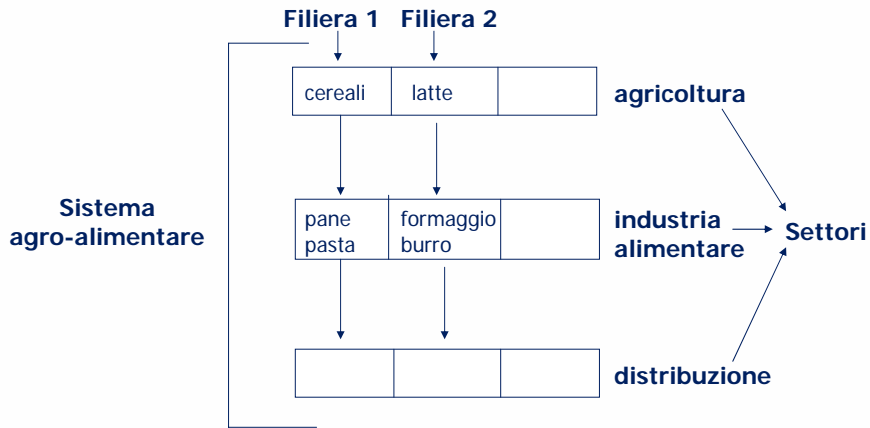 Filiera 1 Filiera 2
cereali latte
agricoltura
Sistema
agro-alimentare
pane formaggio
pasta burro
industria
alimentare
Settori
distribuzione